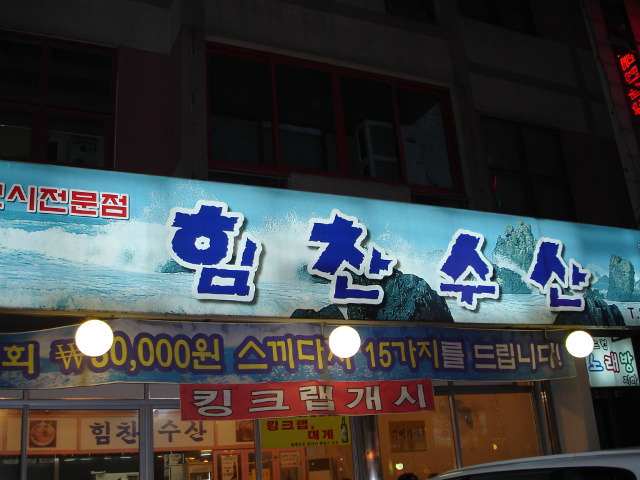 시전문점
힘찬수산
회 ₩30,000원 스끼다시 15가지를 드립니다!
킹크랩개시
힘찬수산
킹크랩
대게
노래방